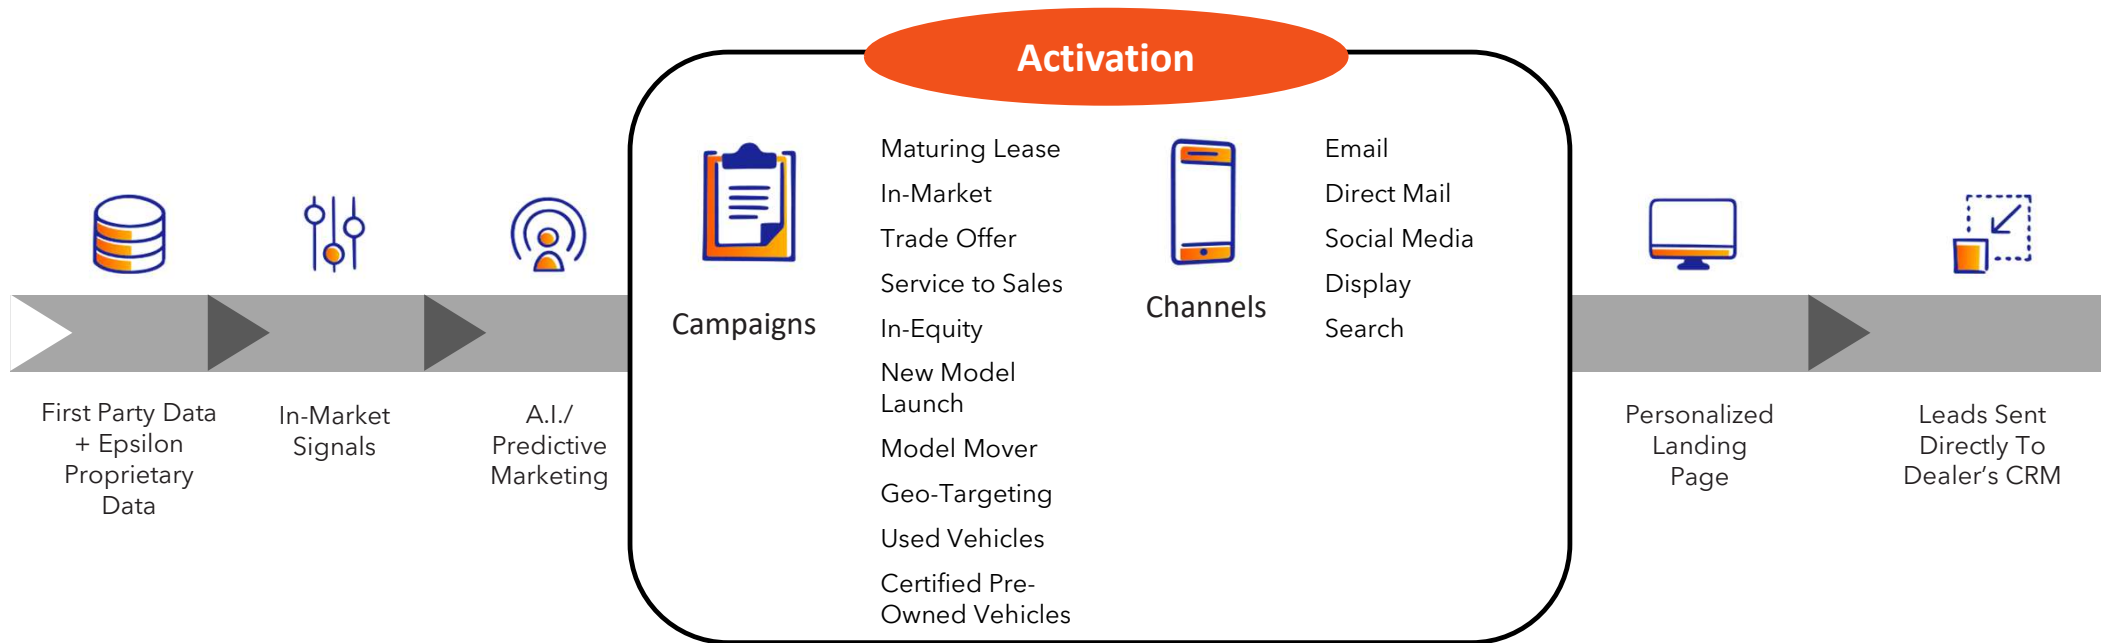 Activation
First Party Data
+ Epsilon
Proprietary
Data
In-Market
Signals
A.I./
Predictive
Marketing
Campaigns
Maturing Lease
In-Market
Trade Offer
Service to Sales
In-Equity
New Model
Launch
Model Mover
Geo-Targeting
Used Vehicles
Certified Pre-
Owned Vehicles
Channels
Email
Direct Mail
Social Media
Display
Search
Personalized
Landing
Page
Leads Sent
Directly To
Dealer’s CRM